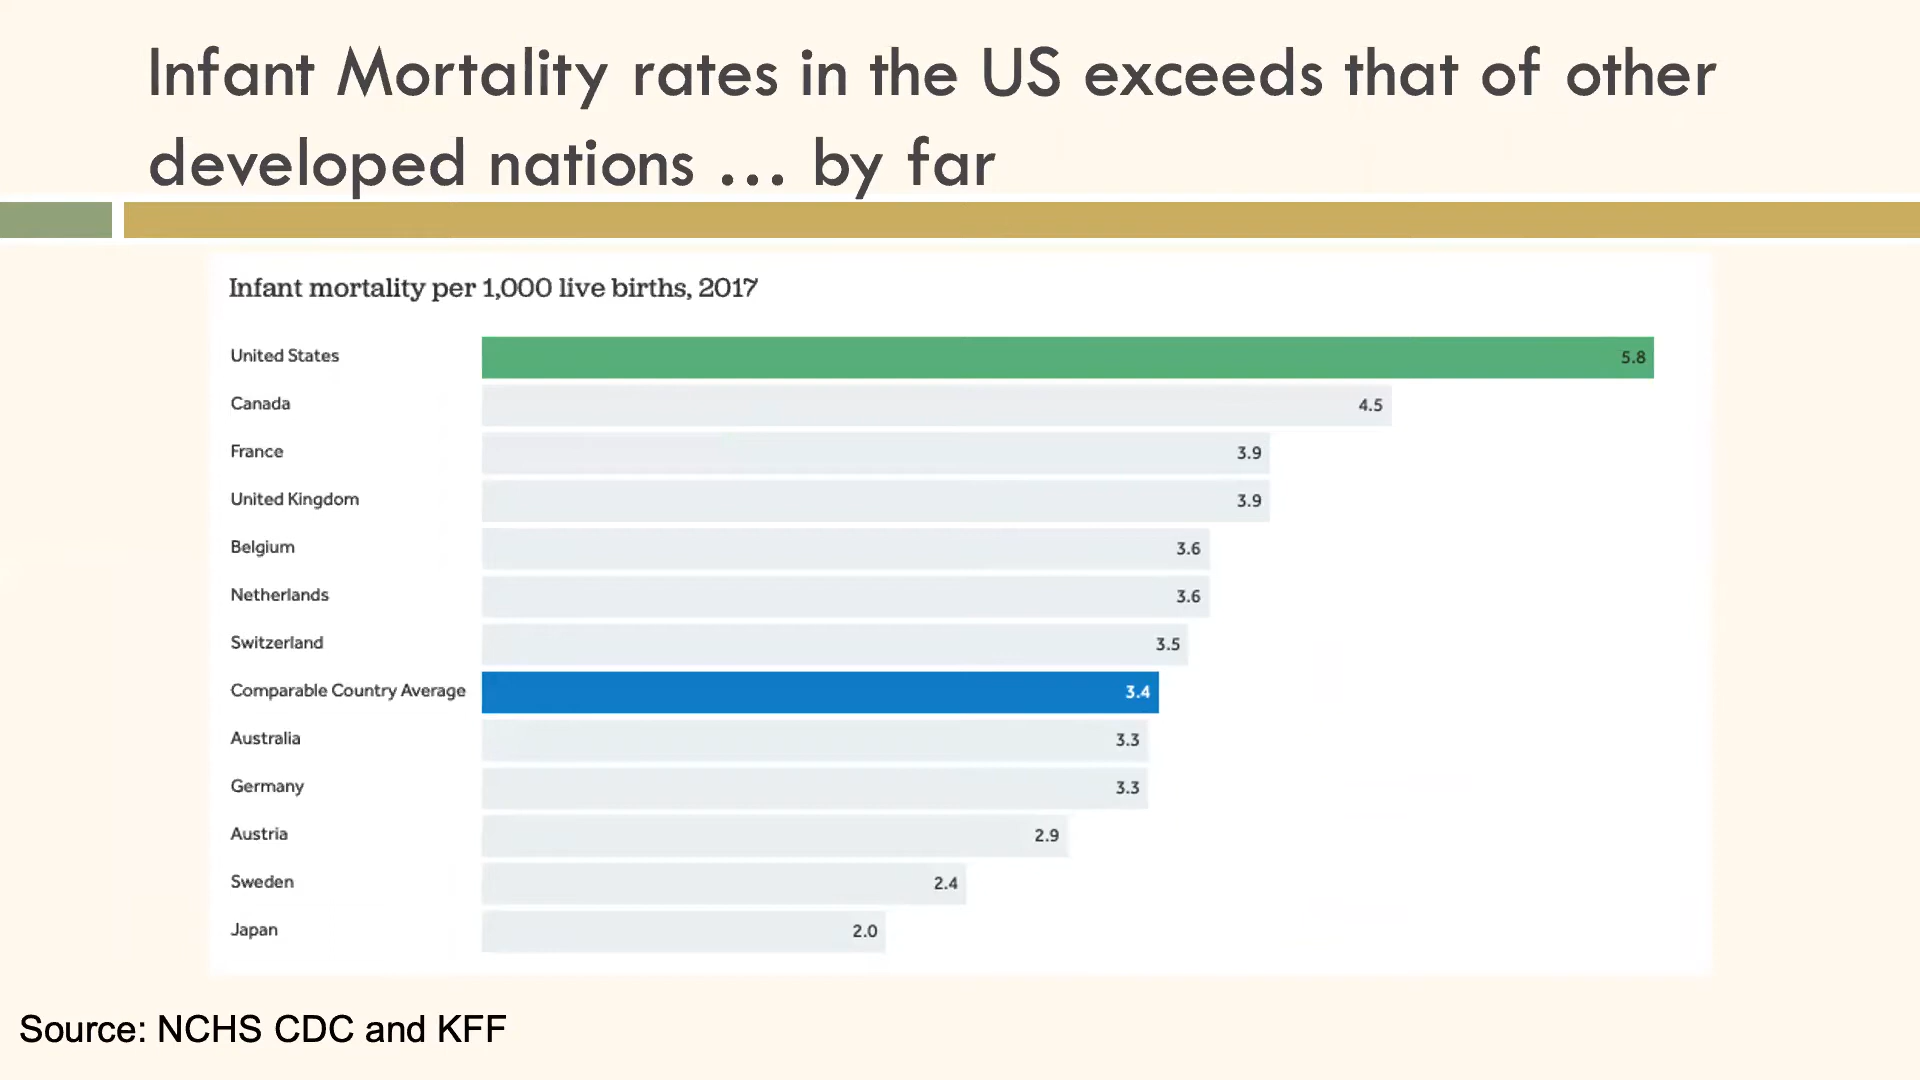 Infant Mortality rates in the US exceeds that of other
developed nations ... by far
Infant mortality per 1,000 live births, 2017
United States 5.8
Canada 4.5
France 3.9
United Kingdom 3.9
Belgium 3.6
Netherlands 3.6
Switzerland 3.5
Comparable Country Average 3.4
Australia 3.3
Germany 3.3
Austria 2.9
Sweden 2.4
Japan 2.0
Source: NCHS CDC and KFF